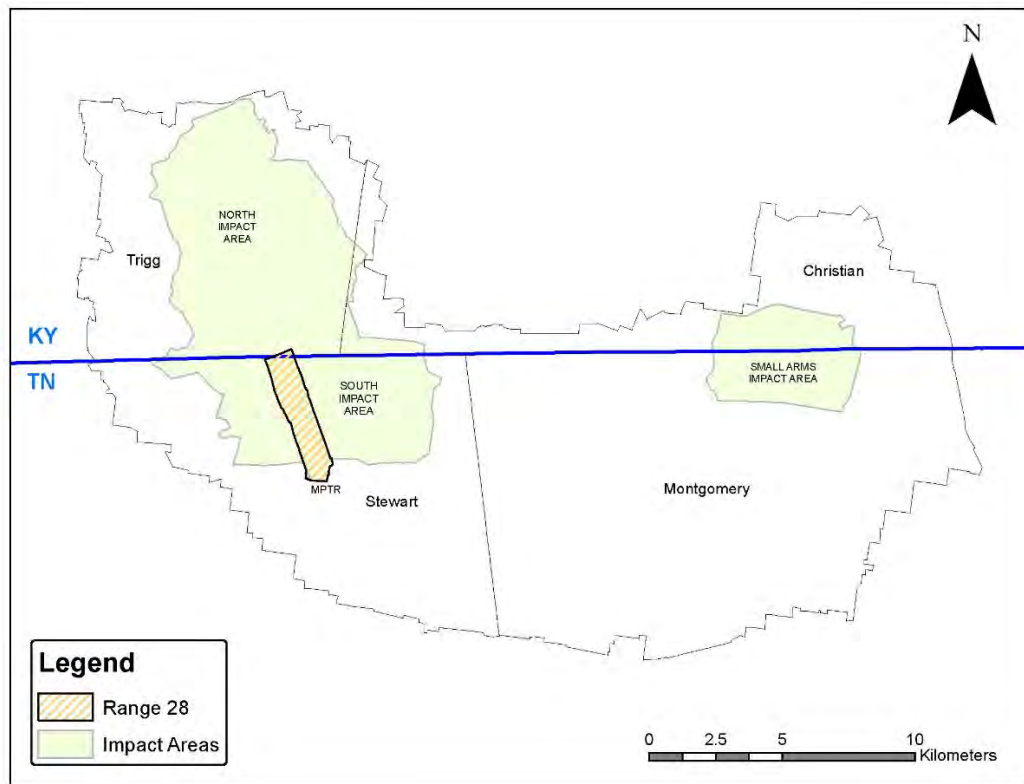 N
NORTH
IMPACT
AREA
Trigg
Christian
KY
TN
SMALL ARMS
IMPACT AREA
SOUTH
IMPACT
AREA
MPTR
Stewart
Montgomery
Legend
Range 28
Impact Areas
0 2.5 5 10
Kilometers